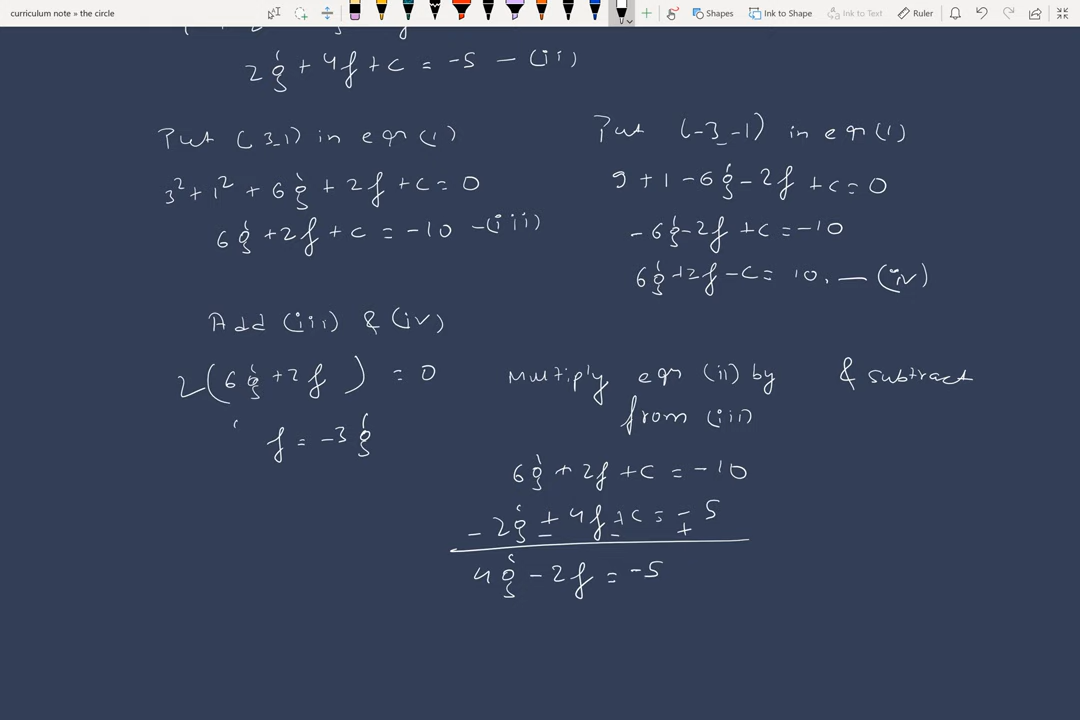 curriculum note » the circle
Shapes Ink to Shape Ink to Text Ruler
2g + 4f + c = -5 — (ii)
Put (3,1) in eqn (1)
3² + 1² + 6g + 2f + c = 0
6g + 2f + c = -10 — (iii)
Put (-3,-1) in eqn (1)
9 + 1 - 6g - 2f + c = 0
-6g - 2f + c = -10
6g + 2f - c = 10. — (iv)
Add (iii) & (iv)
2(6g + 2f) = 0
f = -3g
Multiply eqn (ii) by & subtract
from (iii)
6g + 2f + c = -10
- 2g + 4f + c = - 5
- - +
4g - 2f = -5